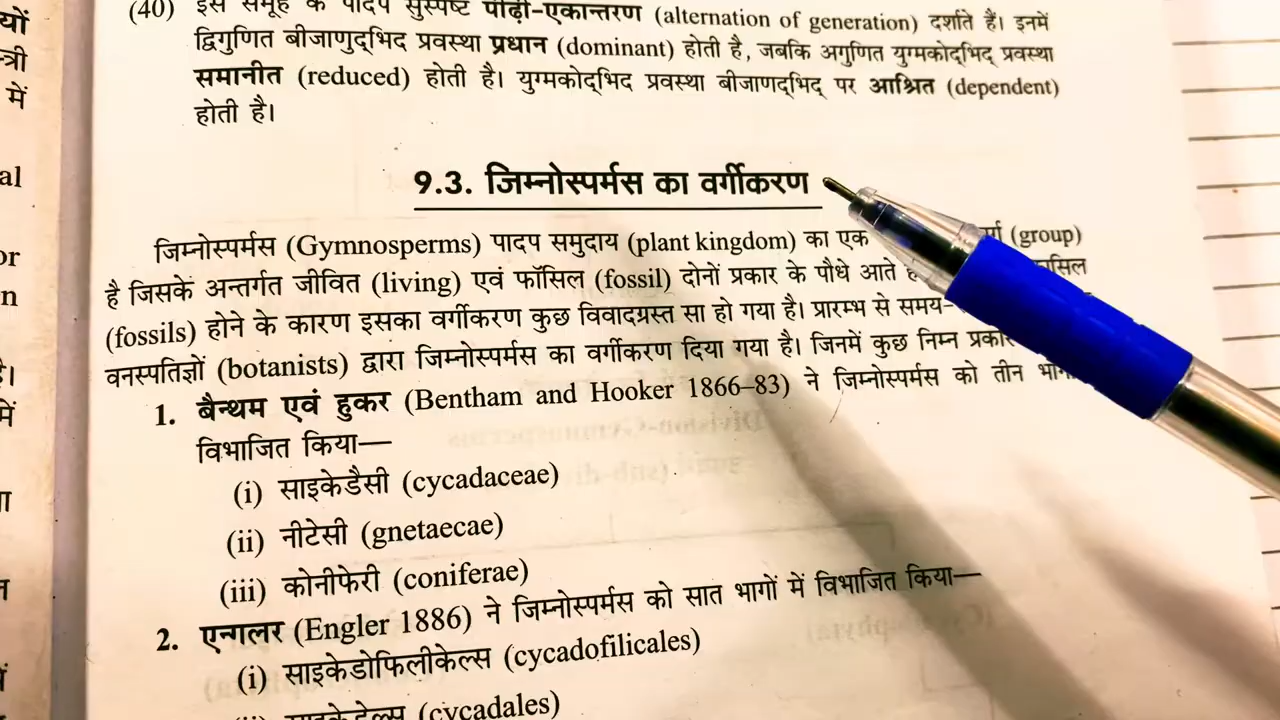 यों
त्री
में
al
or
n
है।
में
(40) इस समूह के पादप सुस्पष्ट पीढ़ी-एकान्तरण (alternation of generation) दर्शाते हैं। इनमें
द्विगुणित बीजाणुद्भिद प्रवस्था प्रधान (dominant) होती है, जबकि अगुणित युग्मकोद्भिद् प्रवस्था
समानीत (reduced) होती है। युग्मकोद्भिद प्रवस्था बीजाणद्भिद् पर आश्रित (dependent)
होती है।
9.3. जिम्नोस्पर्मस का वर्गीकरण
जिम्नोस्पर्मस (Gymnosperms) पादप समुदाय (plant kingdom) का एक (group)
है जिसके अन्तर्गत जीवित (living) एवं फॉसिल (fossil) दोनों प्रकार के पौधे आते
(fossils) होने के कारण इसका वर्गीकरण कुछ विवादग्रस्त सा हो गया है। प्रारम्भ से समय-
वनस्पतिज्ञों (botanists) द्वारा जिम्नोस्पर्मस का वर्गीकरण दिया गया है। जिनमें कुछ निम्न प्रकार
1. बैन्थम एवं हुकर (Bentham and Hooker 1866–83) ने जिम्नोस्पर्मस को तीन
विभाजित किया—
(i) साइकेडैसी (cycadaceae)
(ii) नीटेसी (gnetaecae)
(iii) कोनीफेरी (coniferae)
2. एन्गलर (Engler 1886) ने जिम्नोस्पर्मस को सात भागों में विभाजित किया—
(i) साइकेडोफिलीकेल्स (cycadofilicales)
(ii) साइकेडेल्स (cycadales)